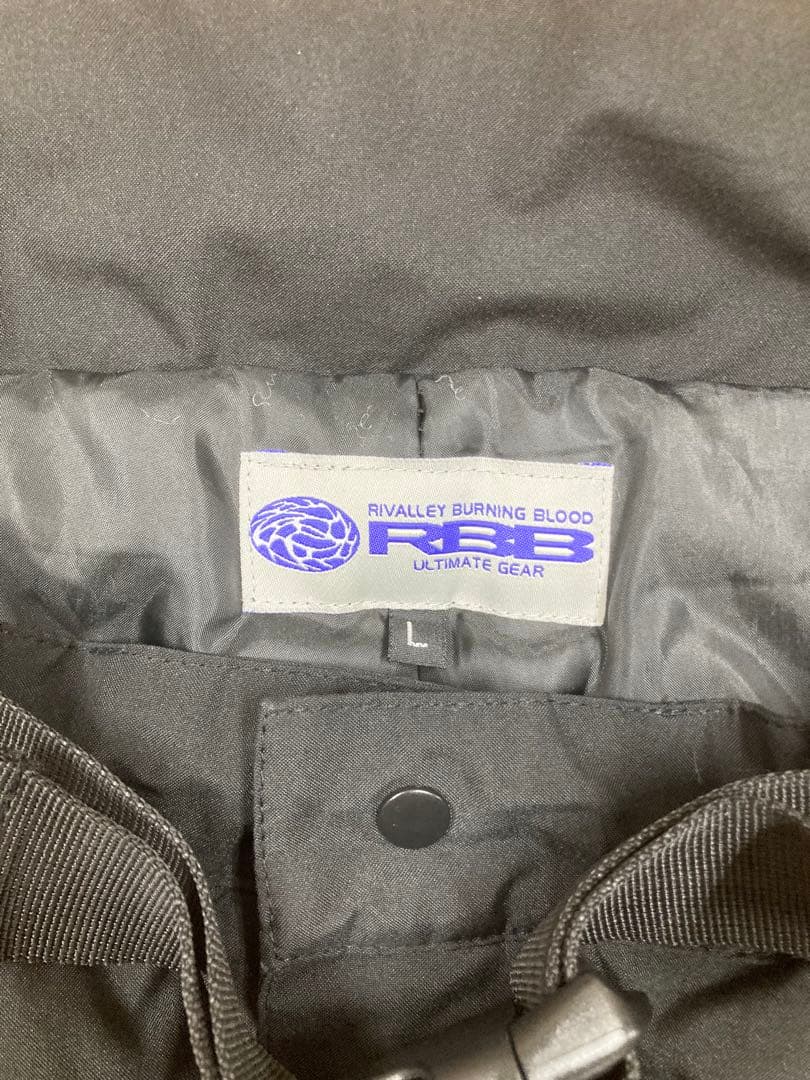 RIVALLEY BURNING BLOOD
RBB
ULTIMATE GEAR
L